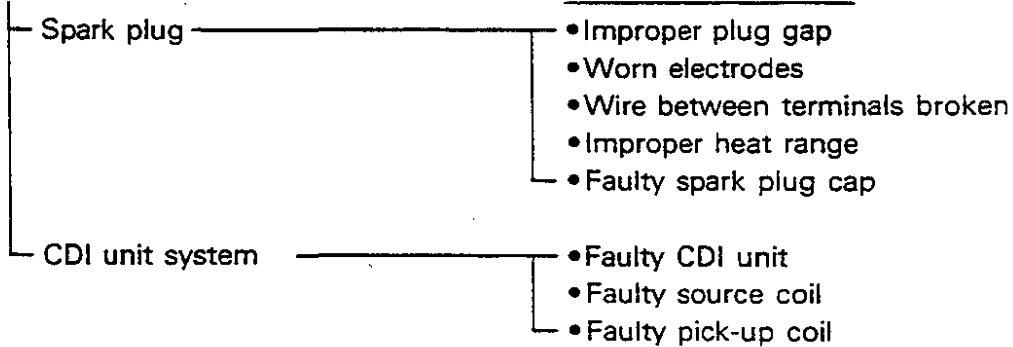 Spark plug
•Improper plug gap
•Worn electrodes
•Wire between terminals broken
•Improper heat range
•Faulty spark plug cap
CDI unit system
•Faulty CDI unit
•Faulty source coil
•Faulty pick-up coil